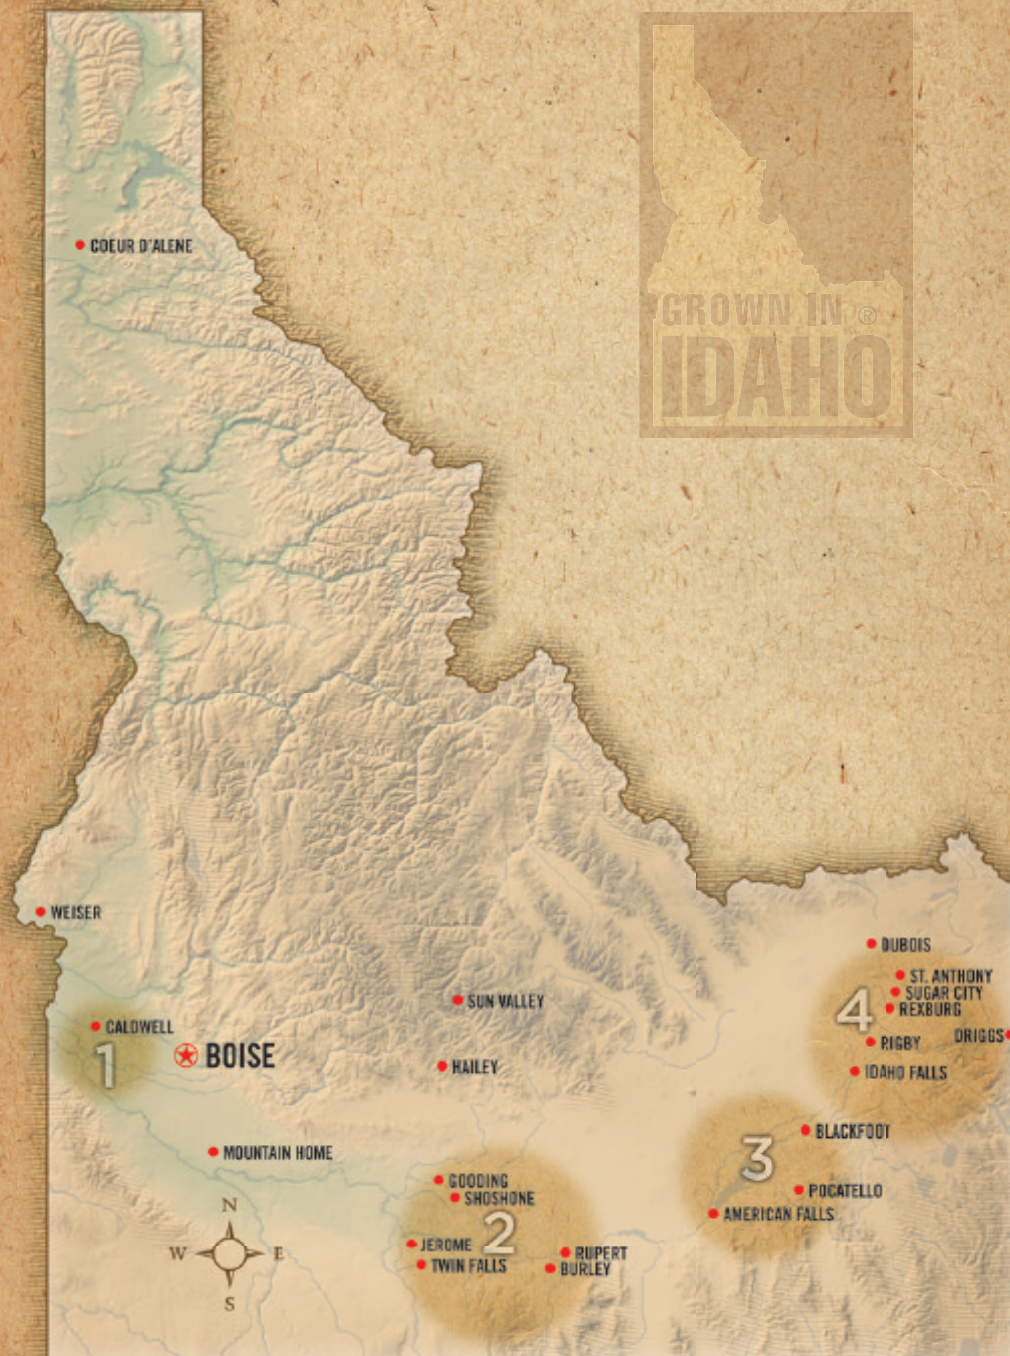 GROWN IN ®
IDAHO
COEUR D'ALENE
WEISER
DUBOIS
ST. ANTHONY
SUGAR CITY
4
REXBURG
SUN VALLEY
CALDWELL
DRIGGS
RIGBY
1
BOISE
HAILEY
IDAHO FALLS
BLACKFOOT
MOUNTAIN HOME
3
GOODING
POCATELLO
SHOSHONE
N
AMERICAN FALLS
2
JEROME
W E
RUPERT
TWIN FALLS
BURLEY
S